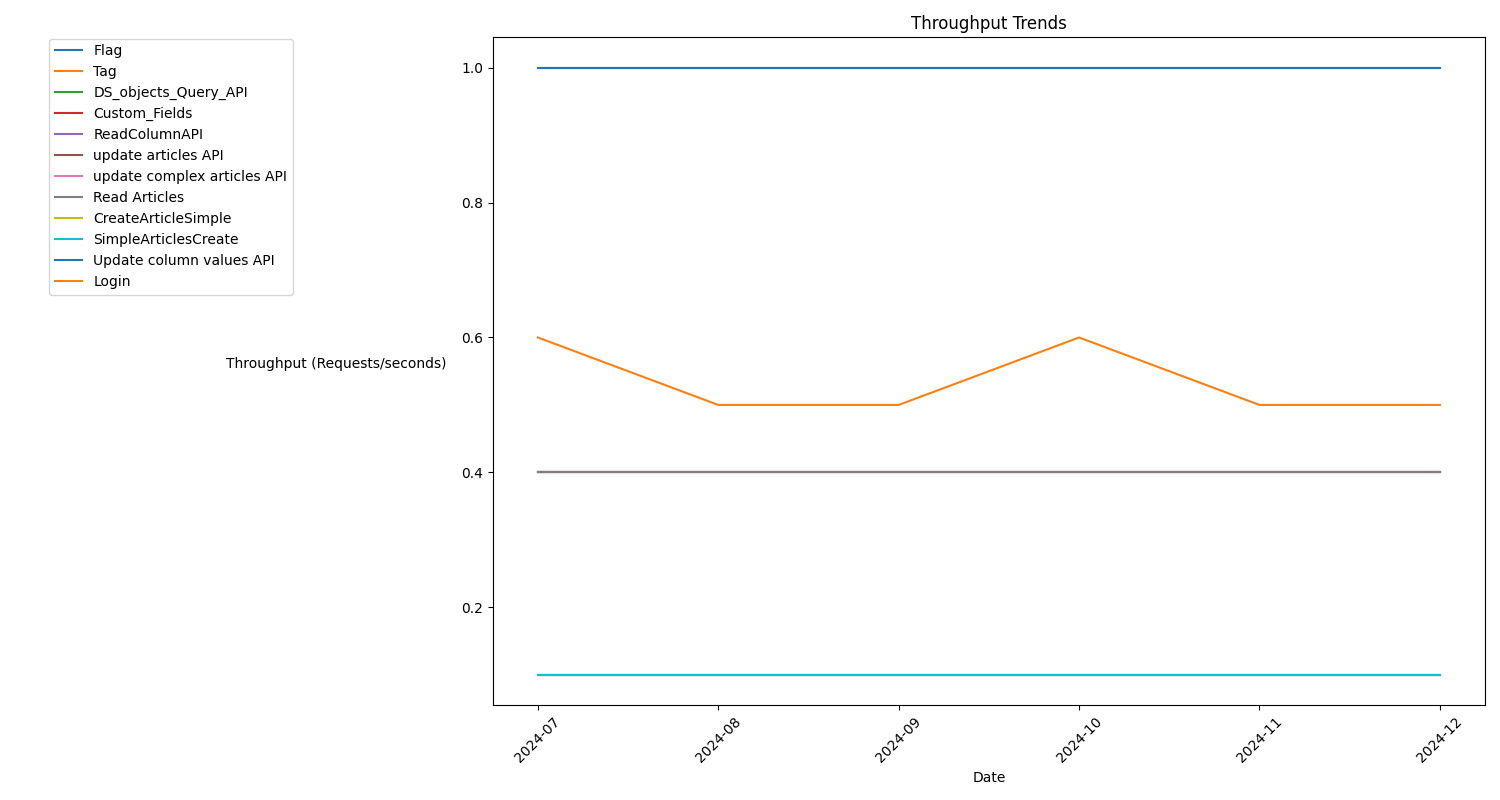 Throughput Trends
Flag
Tag
DS_objects_Query_API
Custom_Fields
ReadColumnAPI
update articles API
update complex articles API
Read Articles
CreateArticleSimple
SimpleArticlesCreate
Update column values API
Login
Throughput (Requests/seconds)
1.0
0.8
0.6
0.4
0.2
2024-07
2024-08
2024-09
2024-10
2024-11
2024-12
Date